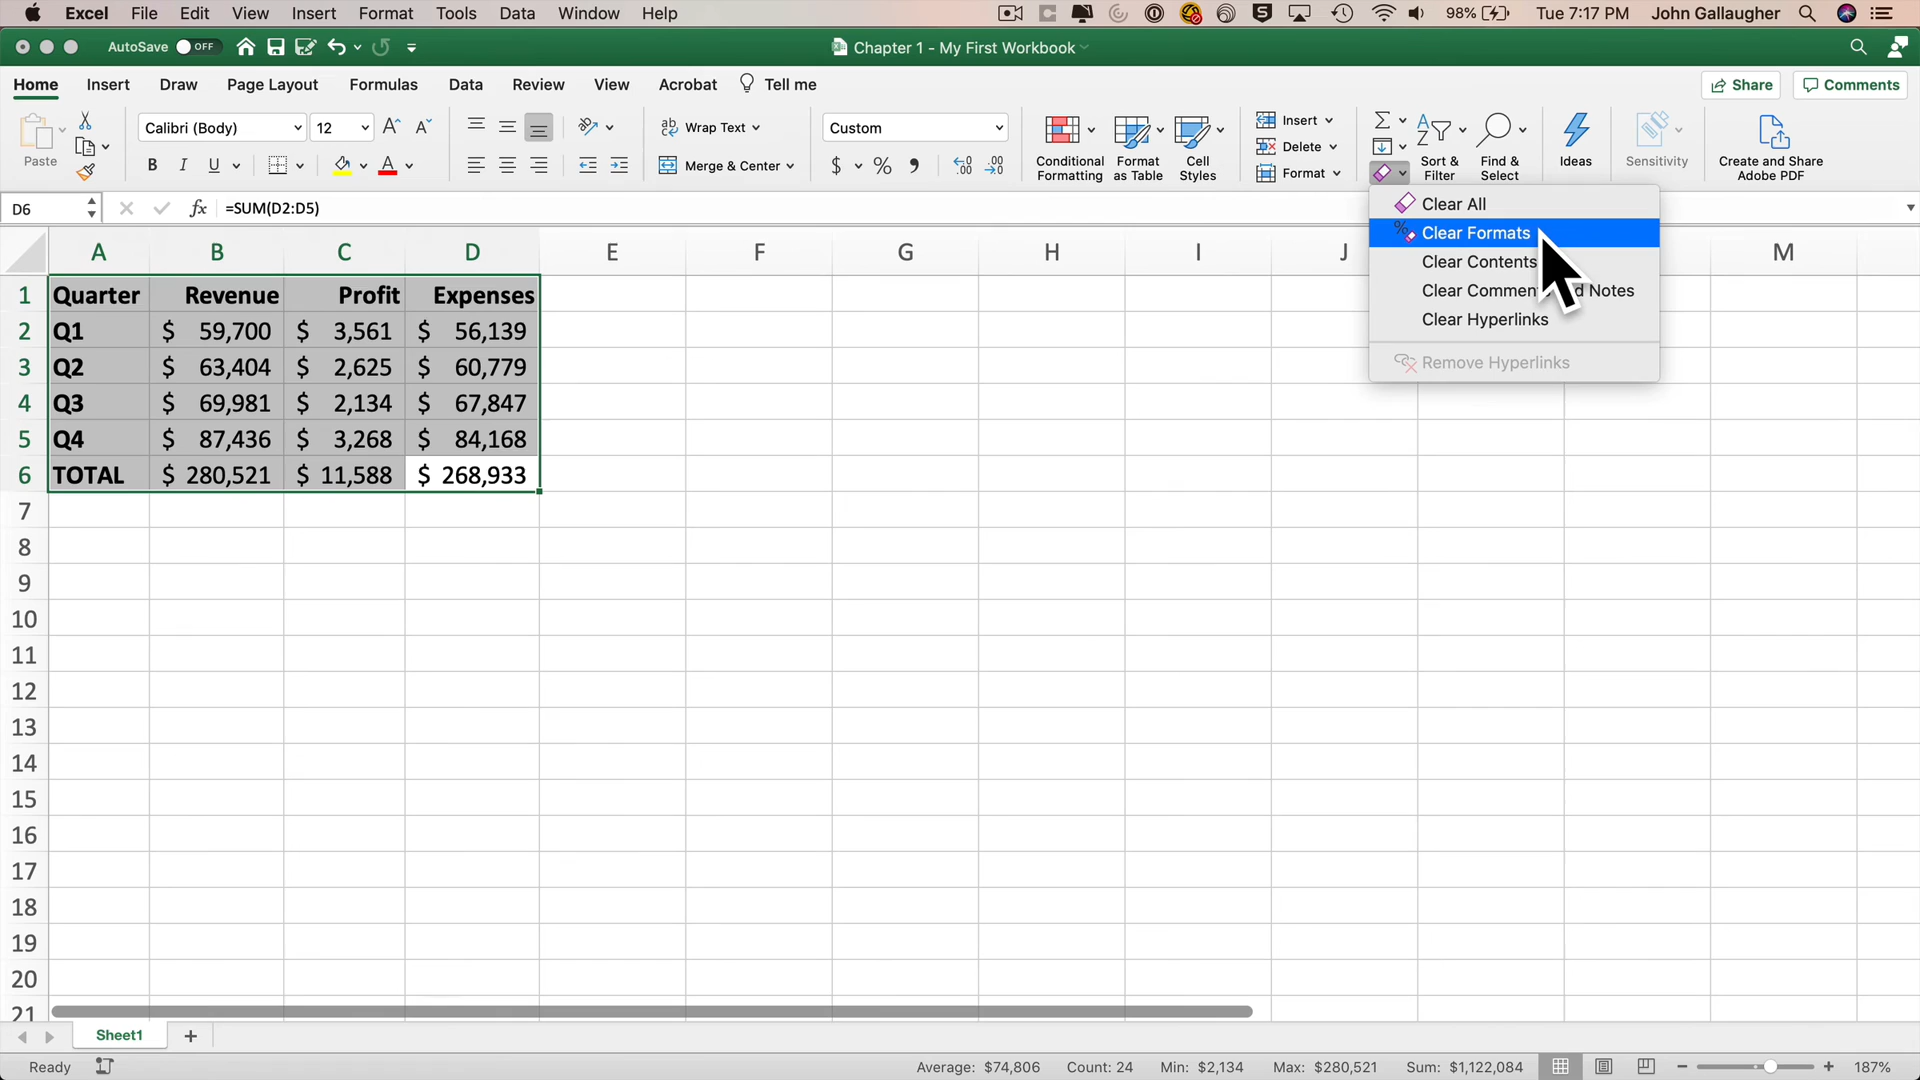 Excel File Edit View Insert Format Tools Data Window Help 98% Tue 7:17 PM John Gallaugher
AutoSave OFF Chapter 1 - My First Workbook
Home Insert Draw Page Layout Formulas Data Review View Acrobat Tell me Share Comments
Calibri (Body) 12 Wrap Text Custom Insert
Paste B I U A Merge & Center $ % Conditional Formatting Format as Table Cell Styles Delete Format Sort & Filter Find & Select Ideas Sensitivity Create and Share Adobe PDF
D6 fx =SUM(D2:D5)
Clear All
Clear Formats
Clear Contents
Clear Comment d Notes
Clear Hyperlinks
Remove Hyperlinks
A B C D E F G H I J M
1 Quarter Revenue Profit Expenses
2 Q1 $ 59,700 $ 3,561 $ 56,139
3 Q2 $ 63,404 $ 2,625 $ 60,779
4 Q3 $ 69,981 $ 2,134 $ 67,847
5 Q4 $ 87,436 $ 3,268 $ 84,168
6 TOTAL $ 280,521 $ 11,588 $ 268,933
7
8
9
10
11
12
13
14
15
16
17
18
19
20
21
Sheet1
Ready Average: $74,806 Count: 24 Min: $2,134 Max: $280,521 Sum: $1,122,084 187%